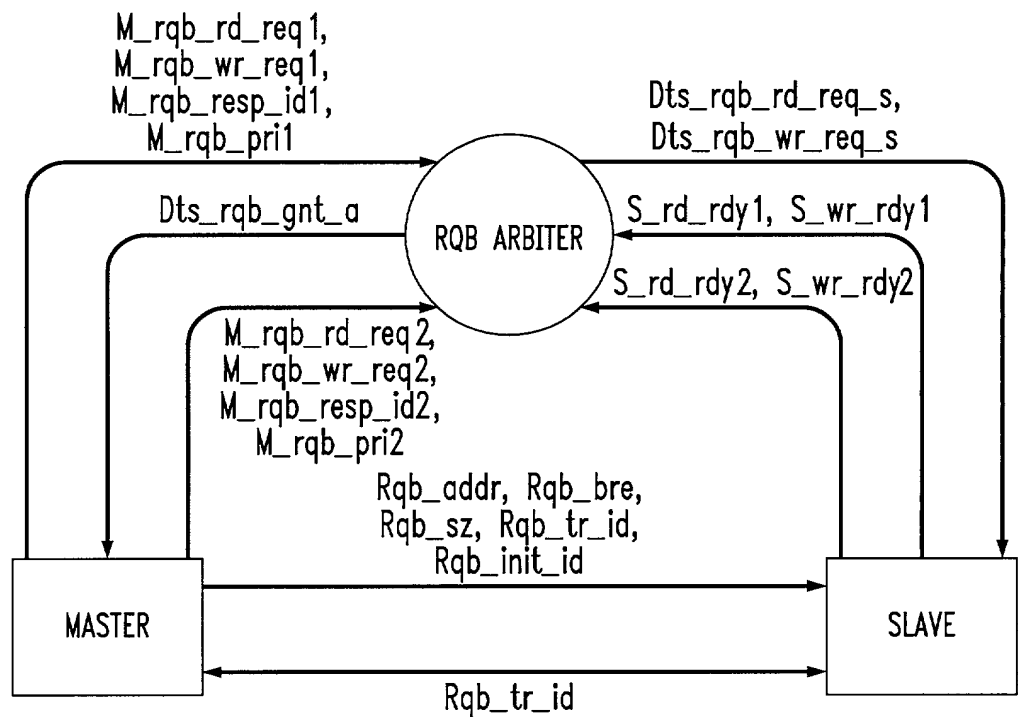 M_rqb_rd_req1,
M_rqb_wr_req1,
M_rqb_resp_id1,
M_rqb_pri1
Dts_rqb_rd_req_s,
Dts_rqb_wr_req_s
Dts_rqb_gnt_a
RQB ARBITER
S_rd_rdy1, S_wr_rdy1
S_rd_rdy2, S_wr_rdy2
M_rqb_rd_req2,
M_rqb_wr_req2,
M_rqb_resp_id2,
M_rqb_pri2
Rqb_addr, Rqb_bre,
Rqb_sz, Rqb_tr_id,
Rqb_init_id
MASTER
SLAVE
Rqb_tr_id